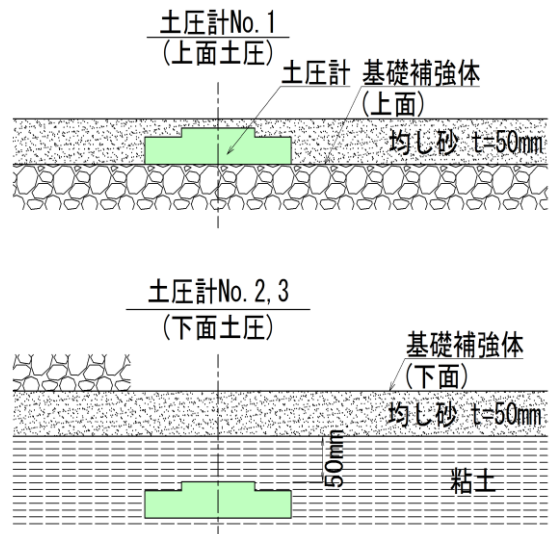 土圧計No.1
(上面土圧)
土圧計
基礎補強体
(上面)
均し砂 t=50mm
土圧計No.2,3
(下面土圧)
基礎補強体
(下面)
均し砂 t=50mm
50mm
粘土